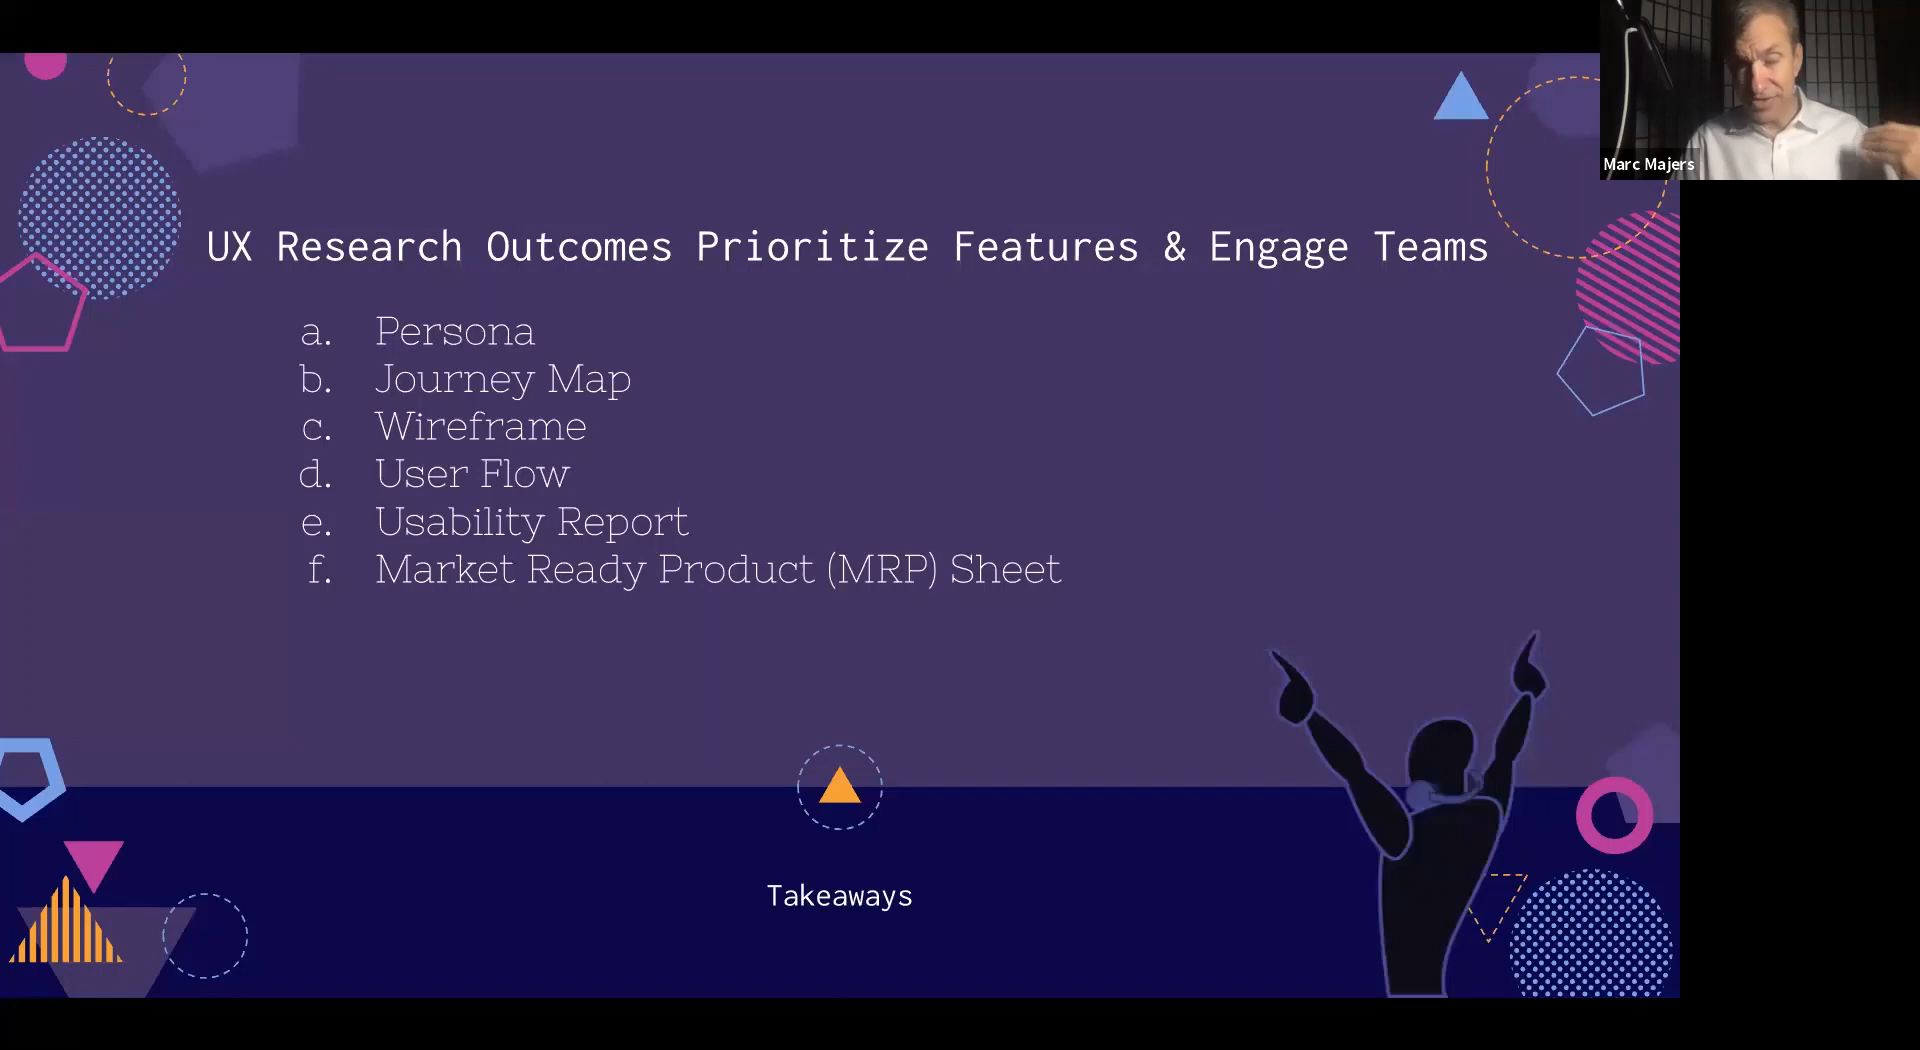 Marc Majers
UX Research Outcomes Prioritize Features & Engage Teams
a. Persona
b. Journey Map
c. Wireframe
d. User Flow
e. Usability Report
f. Market Ready Product (MRP) Sheet
Takeaways